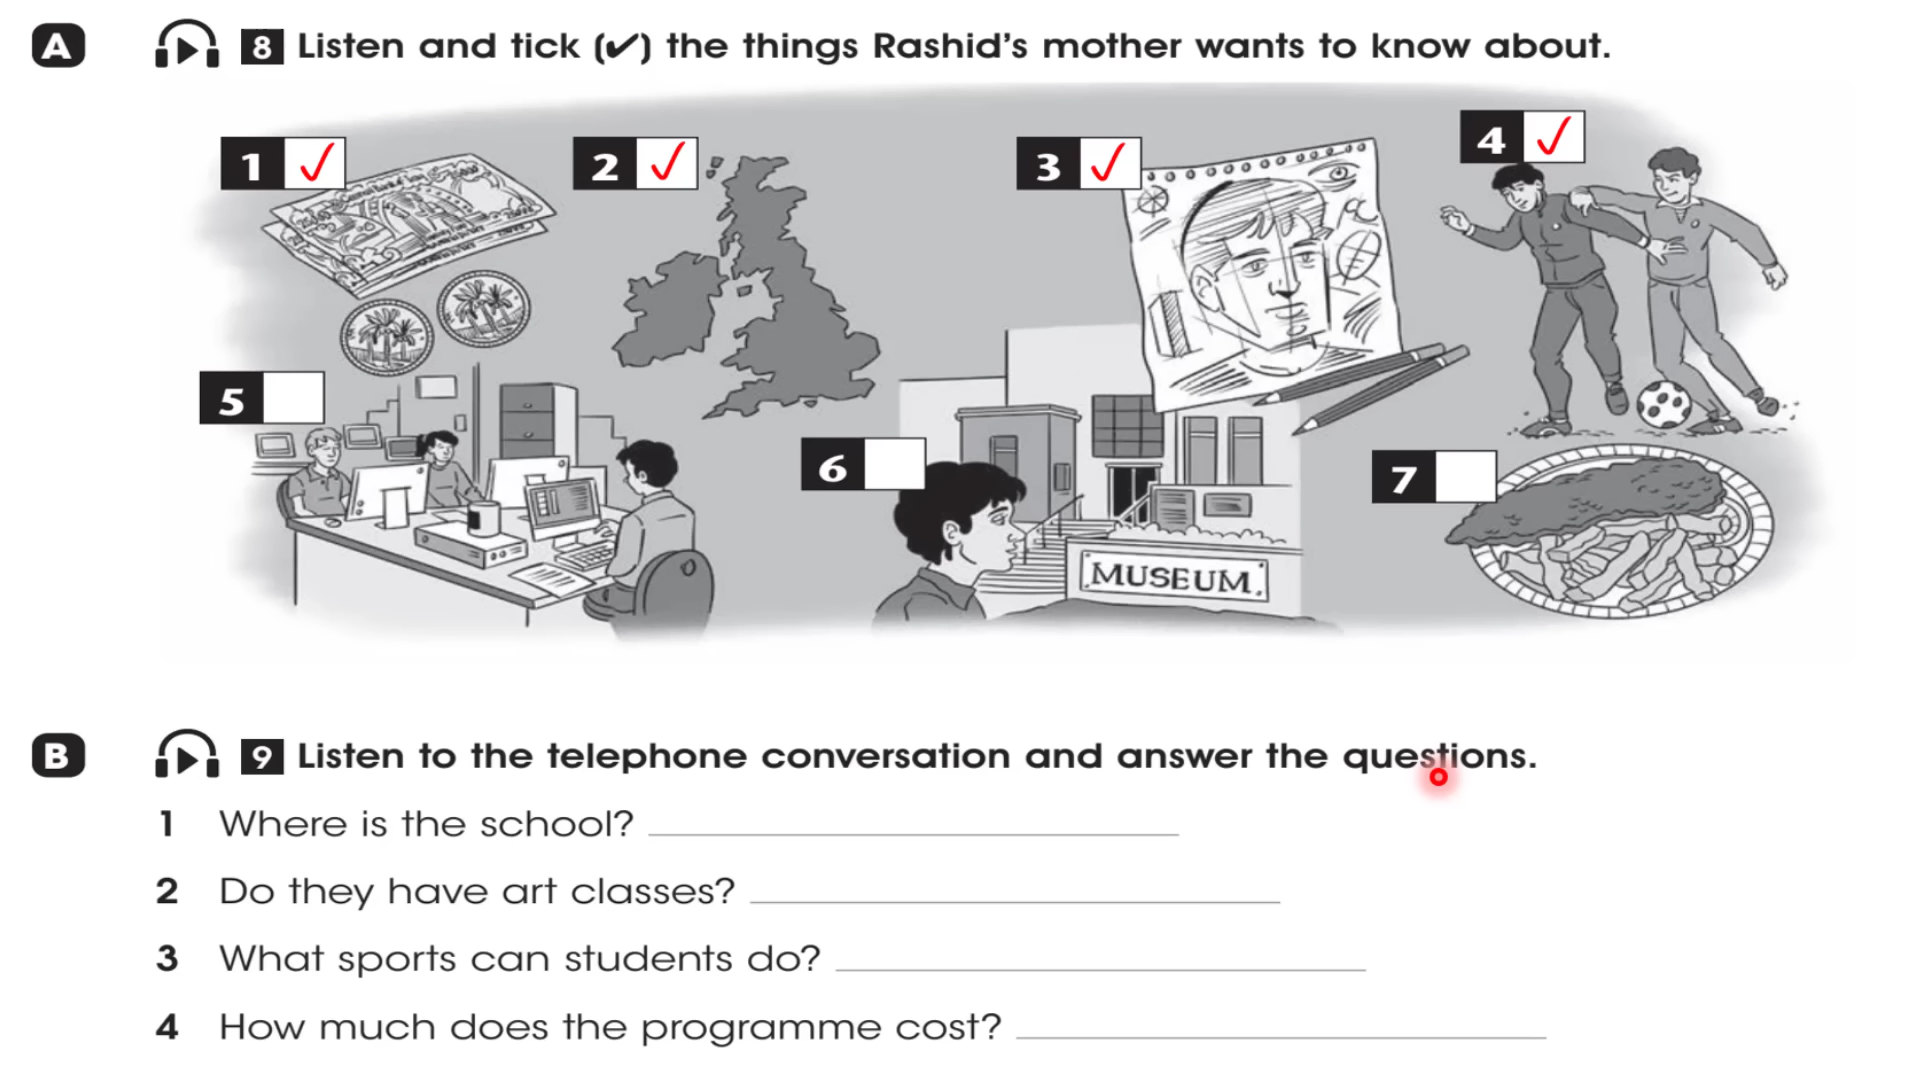 A 8 Listen and tick (✔) the things Rashid's mother wants to know about.
1 ✓
2 ✓
3 ✓
4 ✓
5
6
7
MUSEUM
B 9 Listen to the telephone conversation and answer the questions.
1 Where is the school?
2 Do they have art classes?
3 What sports can students do?
4 How much does the programme cost?